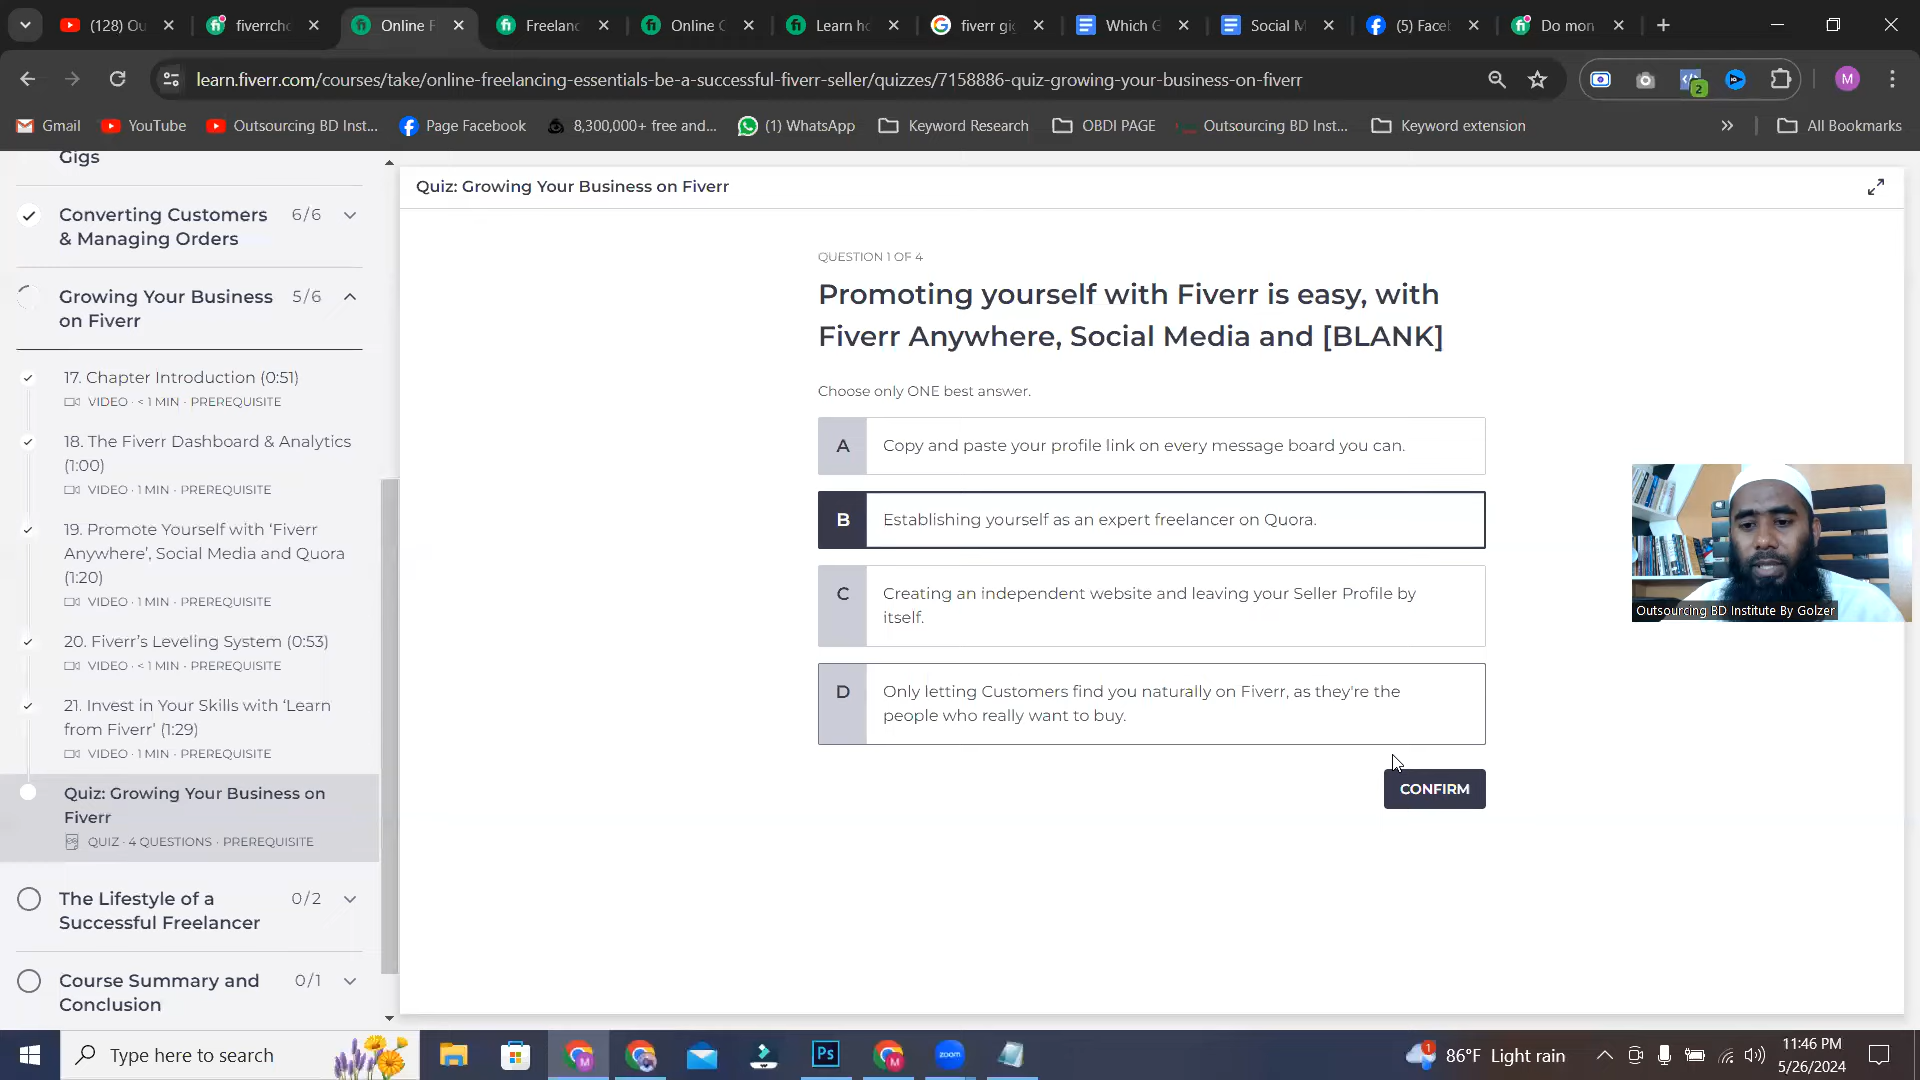 (128) Ou
fiverrcho
Online F
Freelanc
Online C
Learn ho
fiverr gig
Which G
Social M
(5) Faceb
Do mon
learn.fiverr.com/courses/take/online-freelancing-essentials-be-a-successful-fiverr-seller/quizzes/7158886-quiz-growing-your-business-on-fiverr
2
M
Gmail
YouTube
Outsourcing BD Inst...
Page Facebook
8,300,000+ free and...
(1) WhatsApp
Keyword Research
OBDI PAGE
Outsourcing BD Inst...
Keyword extension
All Bookmarks
Gigs
Converting Customers 6/6
& Managing Orders
Growing Your Business 5/6
on Fiverr
17. Chapter Introduction (0:51)
VIDEO · < 1 MIN · PREREQUISITE
18. The Fiverr Dashboard & Analytics
(1:00)
VIDEO · 1 MIN · PREREQUISITE
19. Promote Yourself with ‘Fiverr
Anywhere’, Social Media and Quora
(1:20)
VIDEO · 1 MIN · PREREQUISITE
20. Fiverr’s Leveling System (0:53)
VIDEO · < 1 MIN · PREREQUISITE
21. Invest in Your Skills with ‘Learn
from Fiverr’ (1:29)
VIDEO · 1 MIN · PREREQUISITE
Quiz: Growing Your Business on
Fiverr
QUIZ · 4 QUESTIONS · PREREQUISITE
The Lifestyle of a 0/2
Successful Freelancer
Course Summary and 0/1
Conclusion
Quiz: Growing Your Business on Fiverr
QUESTION 1 OF 4
Promoting yourself with Fiverr is easy, with
Fiverr Anywhere, Social Media and [BLANK]
Choose only ONE best answer.
A Copy and paste your profile link on every message board you can.
B Establishing yourself as an expert freelancer on Quora.
C Creating an independent website and leaving your Seller Profile by
itself.
D Only letting Customers find you naturally on Fiverr, as they're the
people who really want to buy.
CONFIRM
Outsourcing BD Institute By Golzer
Type here to search
Ps
zoom
1
86°F Light rain
11:46 PM
5/26/2024